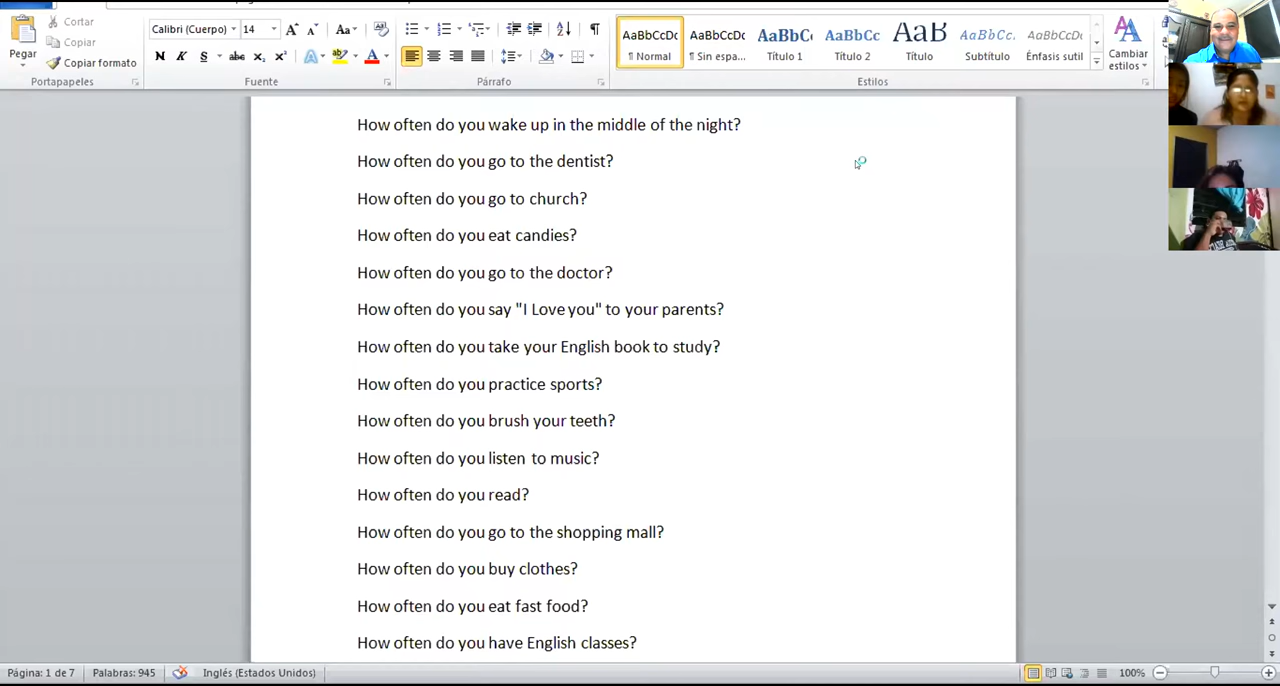 Cortar
Copiar
Copiar formato
Pegar
Portapapeles
Calibri (Cuerpo) 14
Aa
N K S abc x₂ x² A A
Fuente
Párrafo
AaBbCcDc AaBbCcDc AaBbC AaBbCc AaB AaBbCc. AaBbCcDc
¶ Normal ¶ Sin espa... Título 1 Título 2 Título Subtítulo Énfasis sutil
Estilos
Cambiar
estilos
How often do you wake up in the middle of the night?
How often do you go to the dentist?
How often do you go to church?
How often do you eat candies?
How often do you go to the doctor?
How often do you say "I Love you" to your parents?
How often do you take your English book to study?
How often do you practice sports?
How often do you brush your teeth?
How often do you listen to music?
How often do you read?
How often do you go to the shopping mall?
How often do you buy clothes?
How often do you eat fast food?
How often do you have English classes?
Página: 1 de 7 Palabras: 945 Inglés (Estados Unidos) 100%